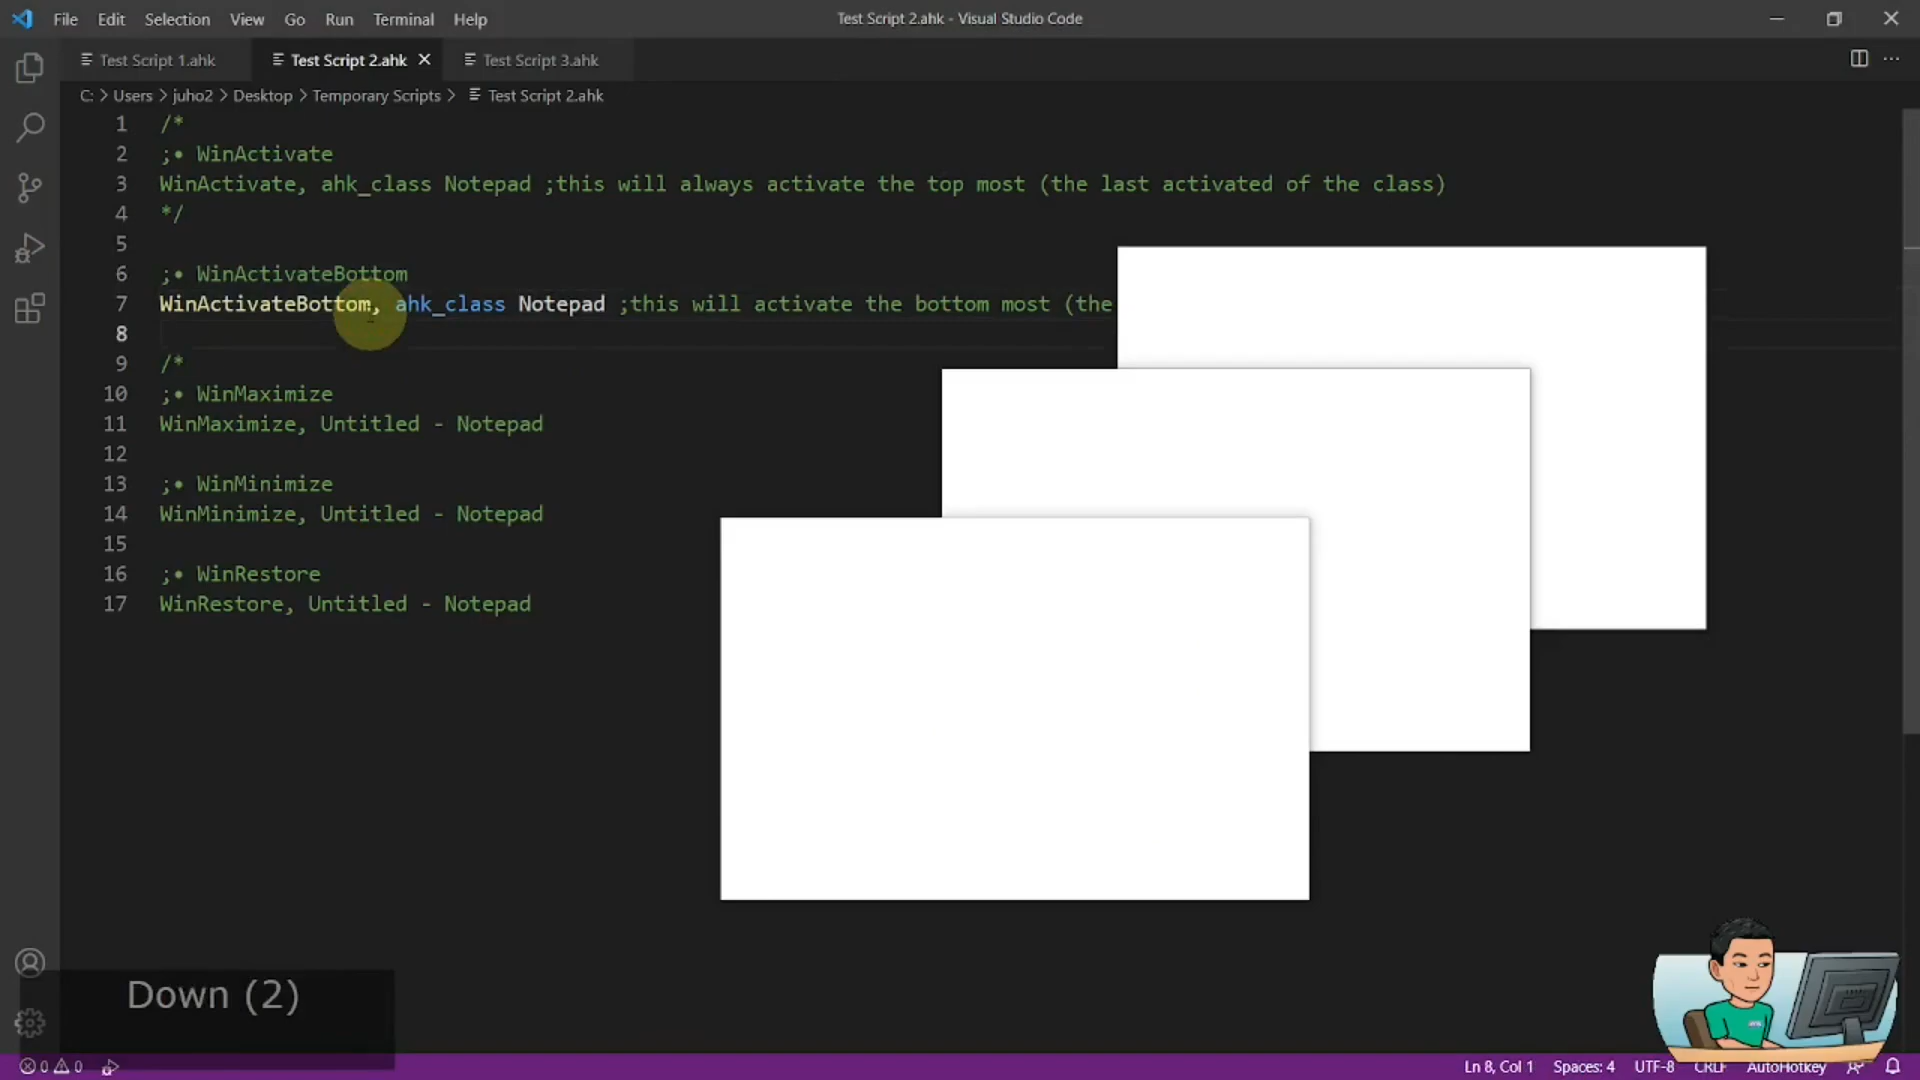 File Edit Selection View Go Run Terminal Help
Test Script 2.ahk - Visual Studio Code
Test Script 1.ahk
Test Script 2.ahk
Test Script 3.ahk
C: > Users > juho2 > Desktop > Temporary Scripts > Test Script 2.ahk
1 /*
2 ;• WinActivate
3 WinActivate, ahk_class Notepad ;this will always activate the top most (the last activated of the class)
4 */
5
6 ;• WinActivateBottom
7 WinActivateBottom, ahk_class Notepad ;this will activate the bottom most (the
8
9 /*
10 ;• WinMaximize
11 WinMaximize, Untitled - Notepad
12
13 ;• WinMinimize
14 WinMinimize, Untitled - Notepad
15
16 ;• WinRestore
17 WinRestore, Untitled - Notepad
Down (2)
0 0
Ln 8, Col 1 Spaces: 4 UTF-8 CRLF AutoHotkey